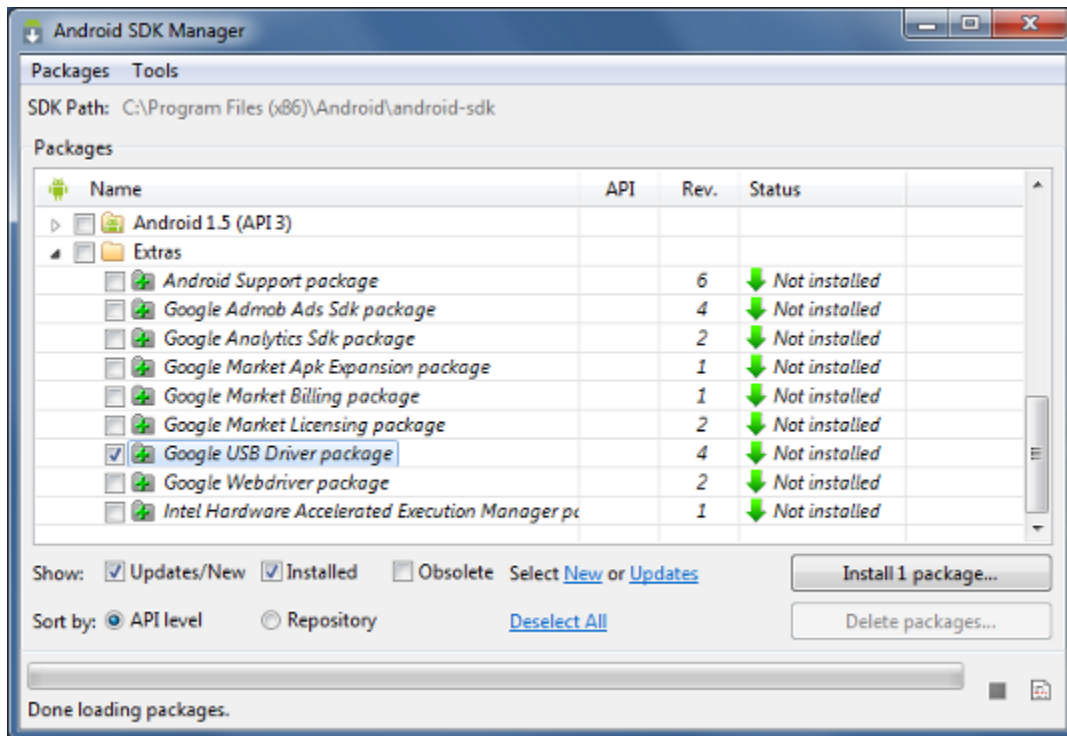 Android SDK Manager
Packages Tools
SDK Path: C:\Program Files (x86)\Android\android-sdk
Packages
Name API Rev. Status
Android 1.5 (API 3)
Extras
Android Support package 6 Not installed
Google Admob Ads Sdk package 4 Not installed
Google Analytics Sdk package 2 Not installed
Google Market Apk Expansion package 1 Not installed
Google Market Billing package 1 Not installed
Google Market Licensing package 2 Not installed
Google USB Driver package 4 Not installed
Google Webdriver package 2 Not installed
Intel Hardware Accelerated Execution Manager pa 1 Not installed
Show: Updates/New Installed Obsolete Select New or Updates Install 1 package...
Sort by: API level Repository Deselect All Delete packages...
Done loading packages.